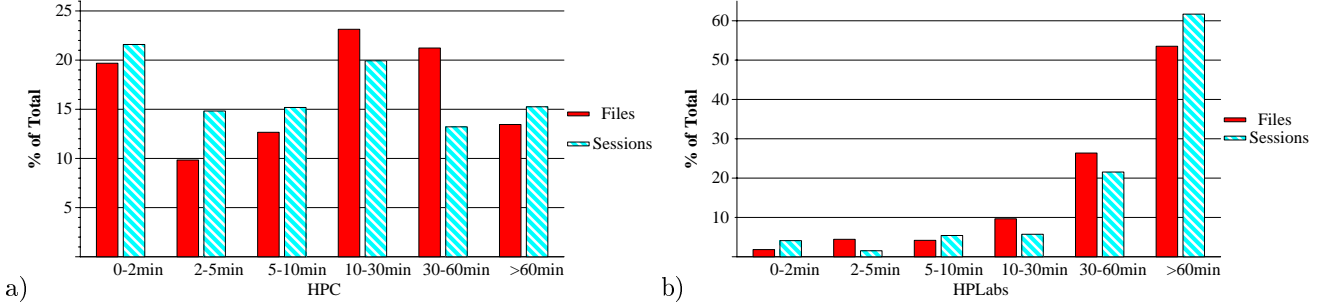 25
20
15
10
5
% of Total
Files
Sessions
0-2min 2-5min 5-10min 10-30min 30-60min >60min
a) HPC
60
50
40
30
20
10
% of Total
Files
Sessions
0-2min 2-5min 5-10min 10-30min 30-60min >60min
b) HPLabs